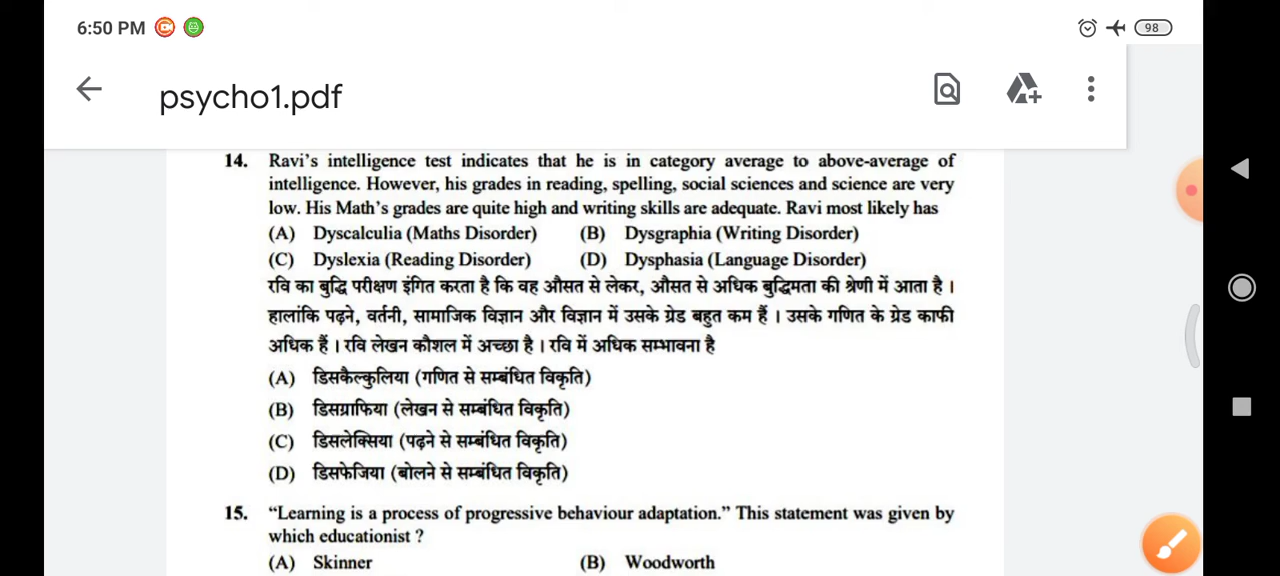 6:50 PM
98
psycho1.pdf
14. Ravi's intelligence test indicates that he is in category average to above-average of
intelligence. However, his grades in reading, spelling, social sciences and science are very
low. His Math's grades are quite high and writing skills are adequate. Ravi most likely has
(A) Dyscalculia (Maths Disorder) (B) Dysgraphia (Writing Disorder)
(C) Dyslexia (Reading Disorder) (D) Dysphasia (Language Disorder)
रवि का बुद्धि परीक्षण इंगित करता है कि वह औसत से लेकर, औसत से अधिक बुद्धिमता की श्रेणी में आता है ।
हालांकि पढ़ने, वर्तनी, सामाजिक विज्ञान और विज्ञान में उसके ग्रेड बहुत कम हैं । उसके गणित के ग्रेड काफी
अधिक हैं । रवि लेखन कौशल में अच्छा है । रवि में अधिक सम्भावना है
(A) डिसकैल्कुलिया (गणित से सम्बंधित विकृति)
(B) डिसग्राफिया (लेखन से सम्बंधित विकृति)
(C) डिसलेक्सिया (पढ़ने से सम्बंधित विकृति)
(D) डिसफेजिया (बोलने से सम्बंधित विकृति)
15. “Learning is a process of progressive behaviour adaptation.” This statement was given by
which educationist ?
(A) Skinner (B) Woodworth